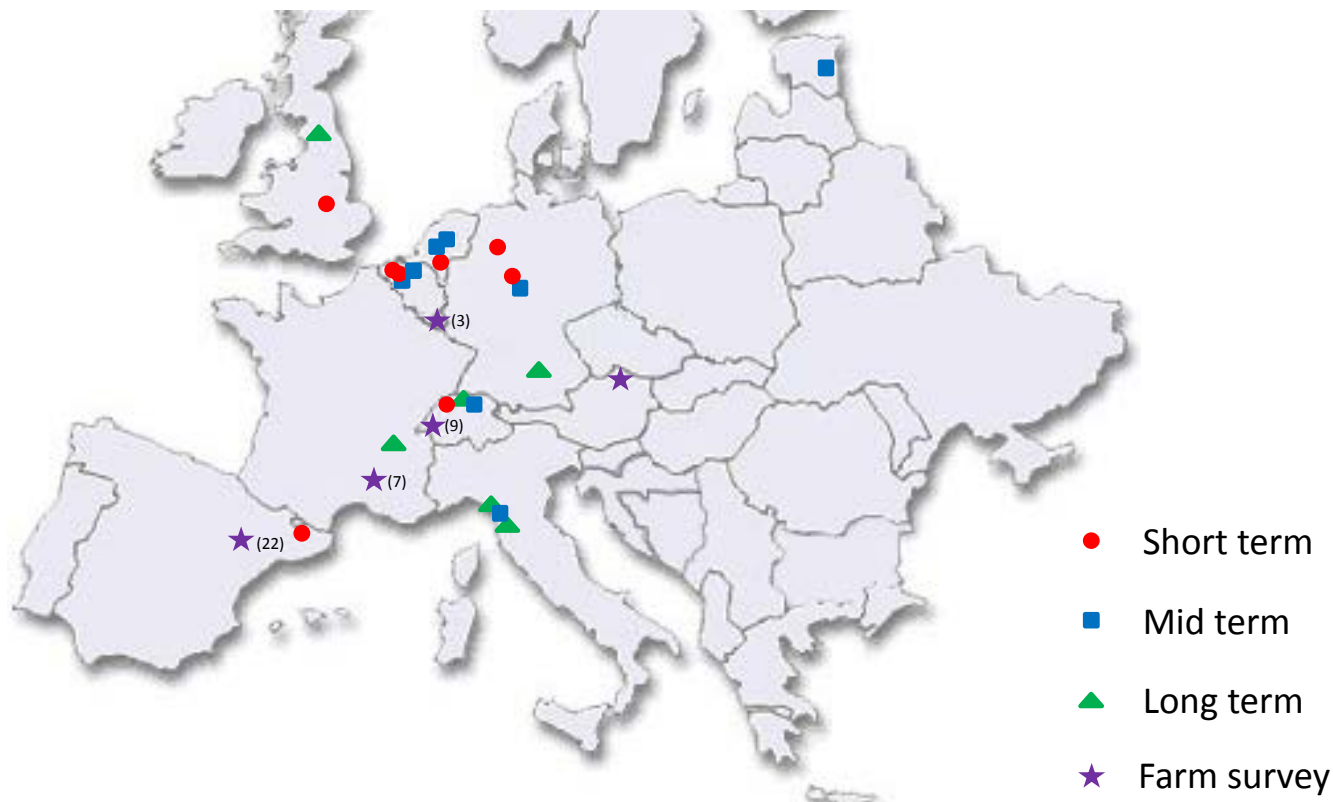 (3)
(9)
(7)
(22)
Short term
Mid term
Long term
Farm survey